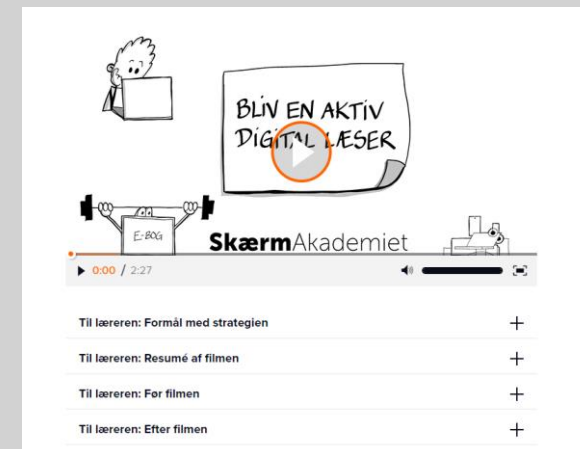 BLIV EN AKTIV
DIGITAL LÆSER
E-BOG
SkærmAkademiet
0:00 / 2:27
Til læreren: Formål med strategien
Til læreren: Resumé af filmen
Til læreren: Før filmen
Til læreren: Efter filmen